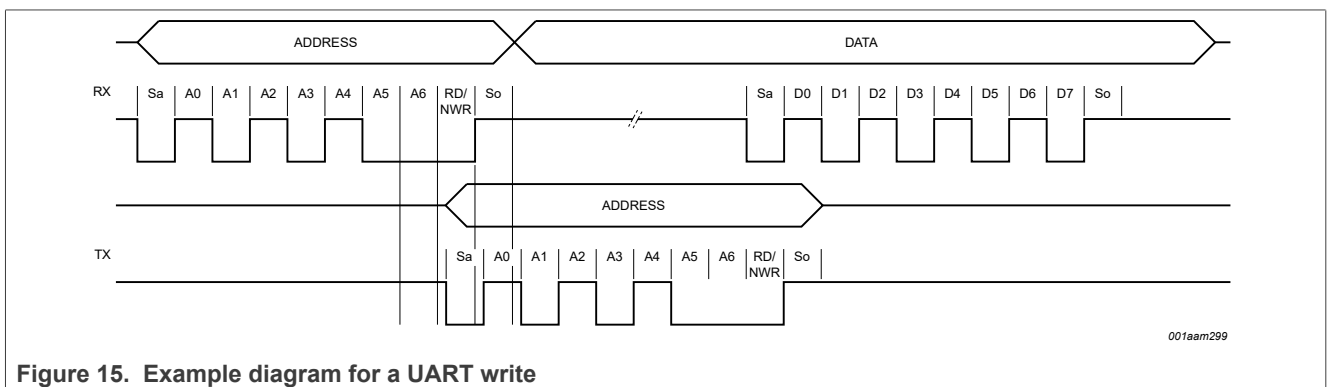 ADDRESS DATA
RX Sa A0 A1 A2 A3 A4 A5 A6 RD/ So Sa D0 D1 D2 D3 D4 D5 D6 D7 So
NWR
ADDRESS
TX Sa A0 A1 A2 A3 A4 A5 A6 RD/ So
NWR
001aam299
Figure 15. Example diagram for a UART write